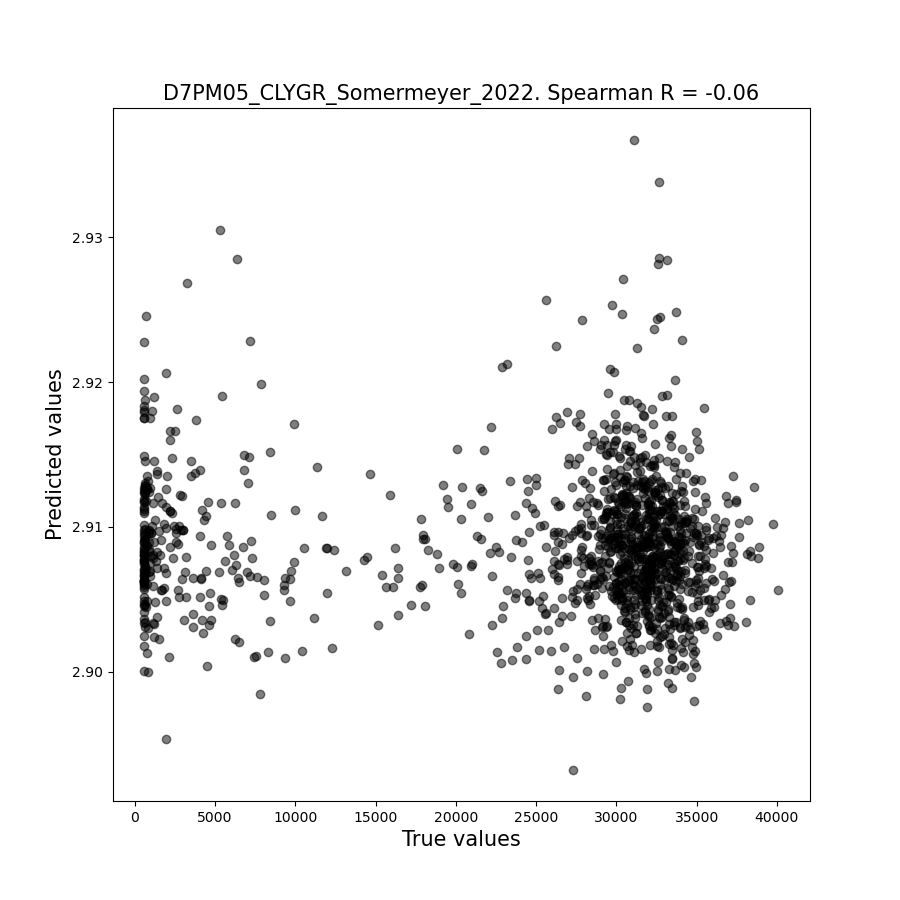 D7PM05_CLYGR_Somermeyer_2022. Spearman R = -0.06
Predicted values
2.93
2.92
2.91
2.90
0 5000 10000 15000 20000 25000 30000 35000 40000
True values